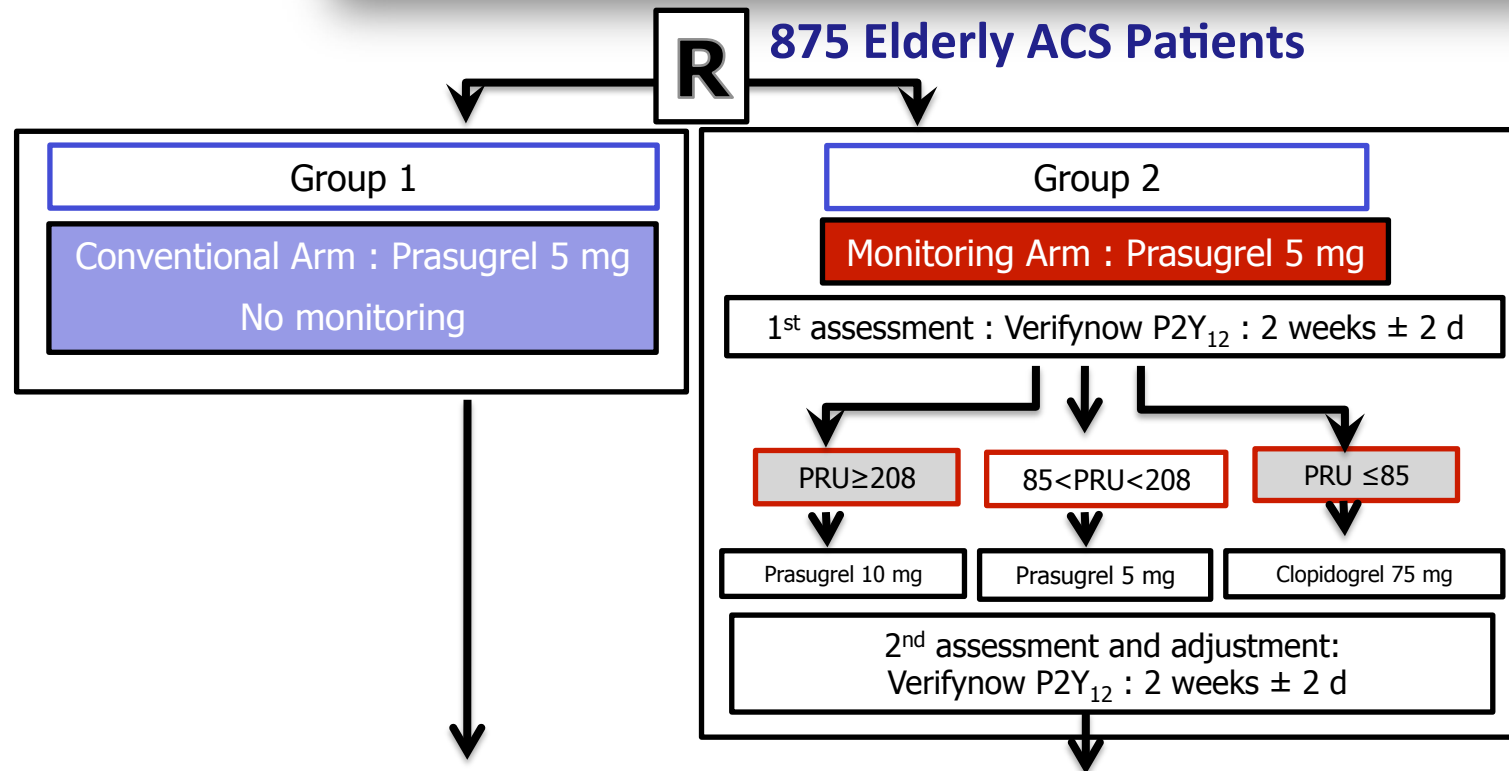 R
875 Elderly ACS Patients
Group 1
Conventional Arm : Prasugrel 5 mg
No monitoring
Group 2
Monitoring Arm : Prasugrel 5 mg
1st assessment : Verifynow P2Y12 : 2 weeks ± 2 d
PRU≥208
85<PRU<208
PRU ≤85
Prasugrel 10 mg
Prasugrel 5 mg
Clopidogrel 75 mg
2nd assessment and adjustment:
Verifynow P2Y12 : 2 weeks ± 2 d